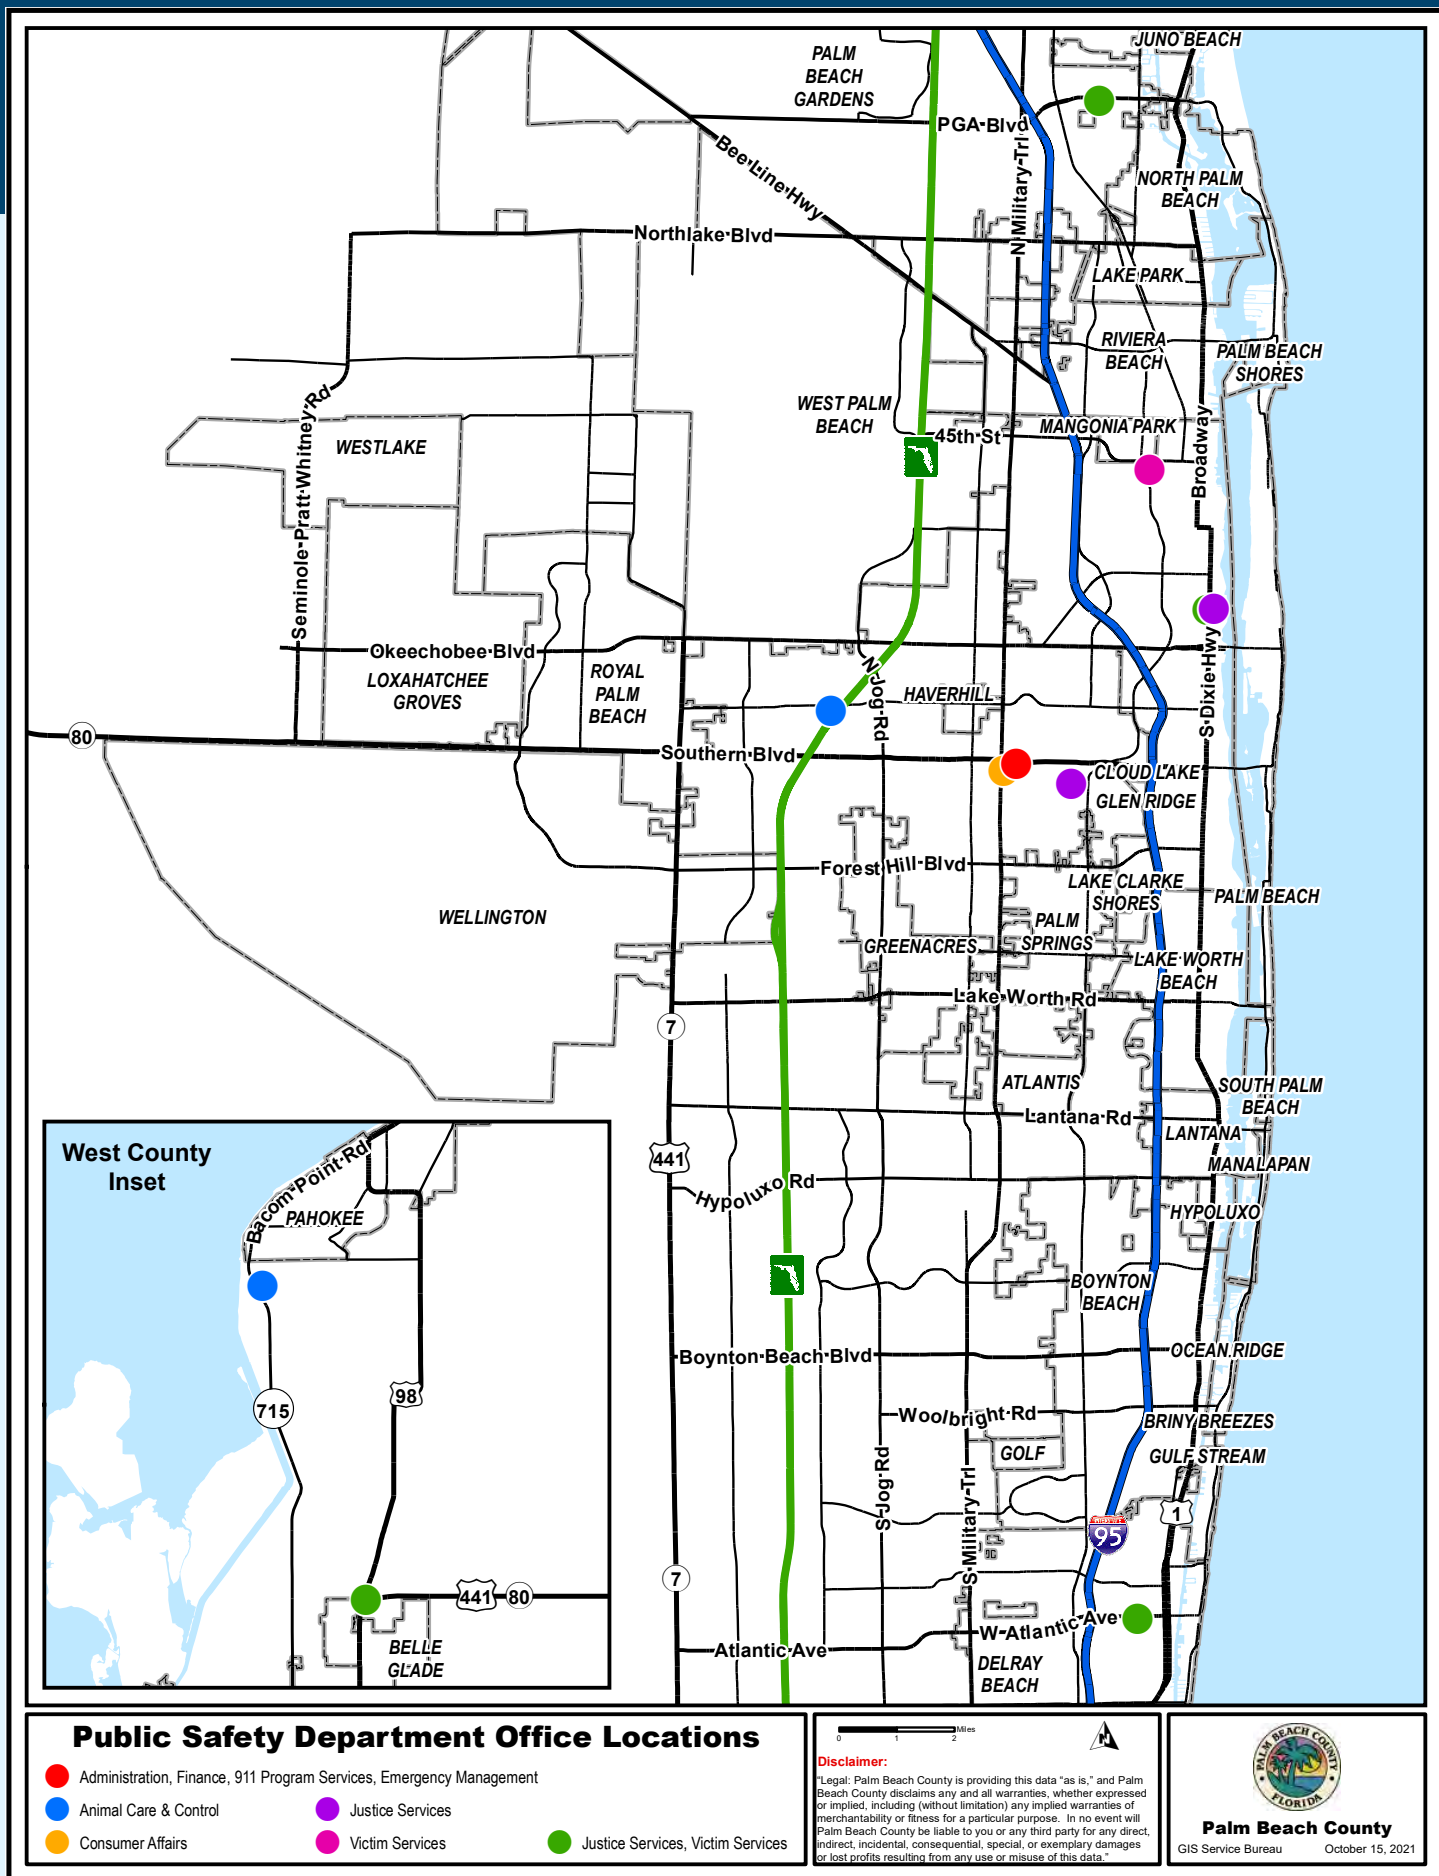 JUNO BEACH
PALM
BEACH
GARDENS
PGA Blvd
Bee Line Hwy
N Military Trl
NORTH PALM
BEACH
Northlake Blvd
LAKE PARK
RIVIERA
BEACH
PALM BEACH
SHORES
Seminole Pratt Whitney Rd
WEST PALM
BEACH
MANGONIA PARK
45th St
Broadway
WESTLAKE
Okeechobee Blvd
LOXAHATCHEE
GROVES
ROYAL
PALM
BEACH
N Jog Rd
HAVERHILL
S Dixie Hwy
80
Southern Blvd
CLOUD LAKE
GLEN RIDGE
Forest Hill Blvd
LAKE CLARKE
SHORES
PALM BEACH
WELLINGTON
PALM
SPRINGS
GREENACRES
LAKE WORTH
BEACH
Lake Worth Rd
7
ATLANTIS
SOUTH PALM
BEACH
Lantana Rd
LANTANA
441
MANALAPAN
Hypoluxo Rd
HYPOLUXO
BOYNTON
BEACH
Boynton Beach Blvd
OCEAN RIDGE
Woolbright Rd
BRINY BREEZES
GOLF
GULF STREAM
S Jog Rd
S Military Trl
1
INTERSTATE
95
7
W Atlantic Ave
Atlantic Ave
DELRAY
BEACH
West County
Inset
Bacom Point Rd
PAHOKEE
715
98
441
80
BELLE
GLADE
Public Safety Department Office Locations
Administration, Finance, 911 Program Services, Emergency Management
Animal Care & Control
Justice Services
Consumer Affairs
Victim Services
Justice Services, Victim Services
Miles
0 1 2
N
Disclaimer:
"Legal: Palm Beach County is providing this data "as is," and Palm
Beach County disclaims any and all warranties, whether expressed
or implied, including (without limitation) any implied warranties of
merchantability or fitness for a particular purpose. In no event will
Palm Beach County be liable to you or any third party for any direct,
indirect, incidental, consequential, special, or exemplary damages
or lost profits resulting from any use or misuse of this data."
PALM BEACH COUNTY
FLORIDA
Palm Beach County
GIS Service Bureau October 15, 2021